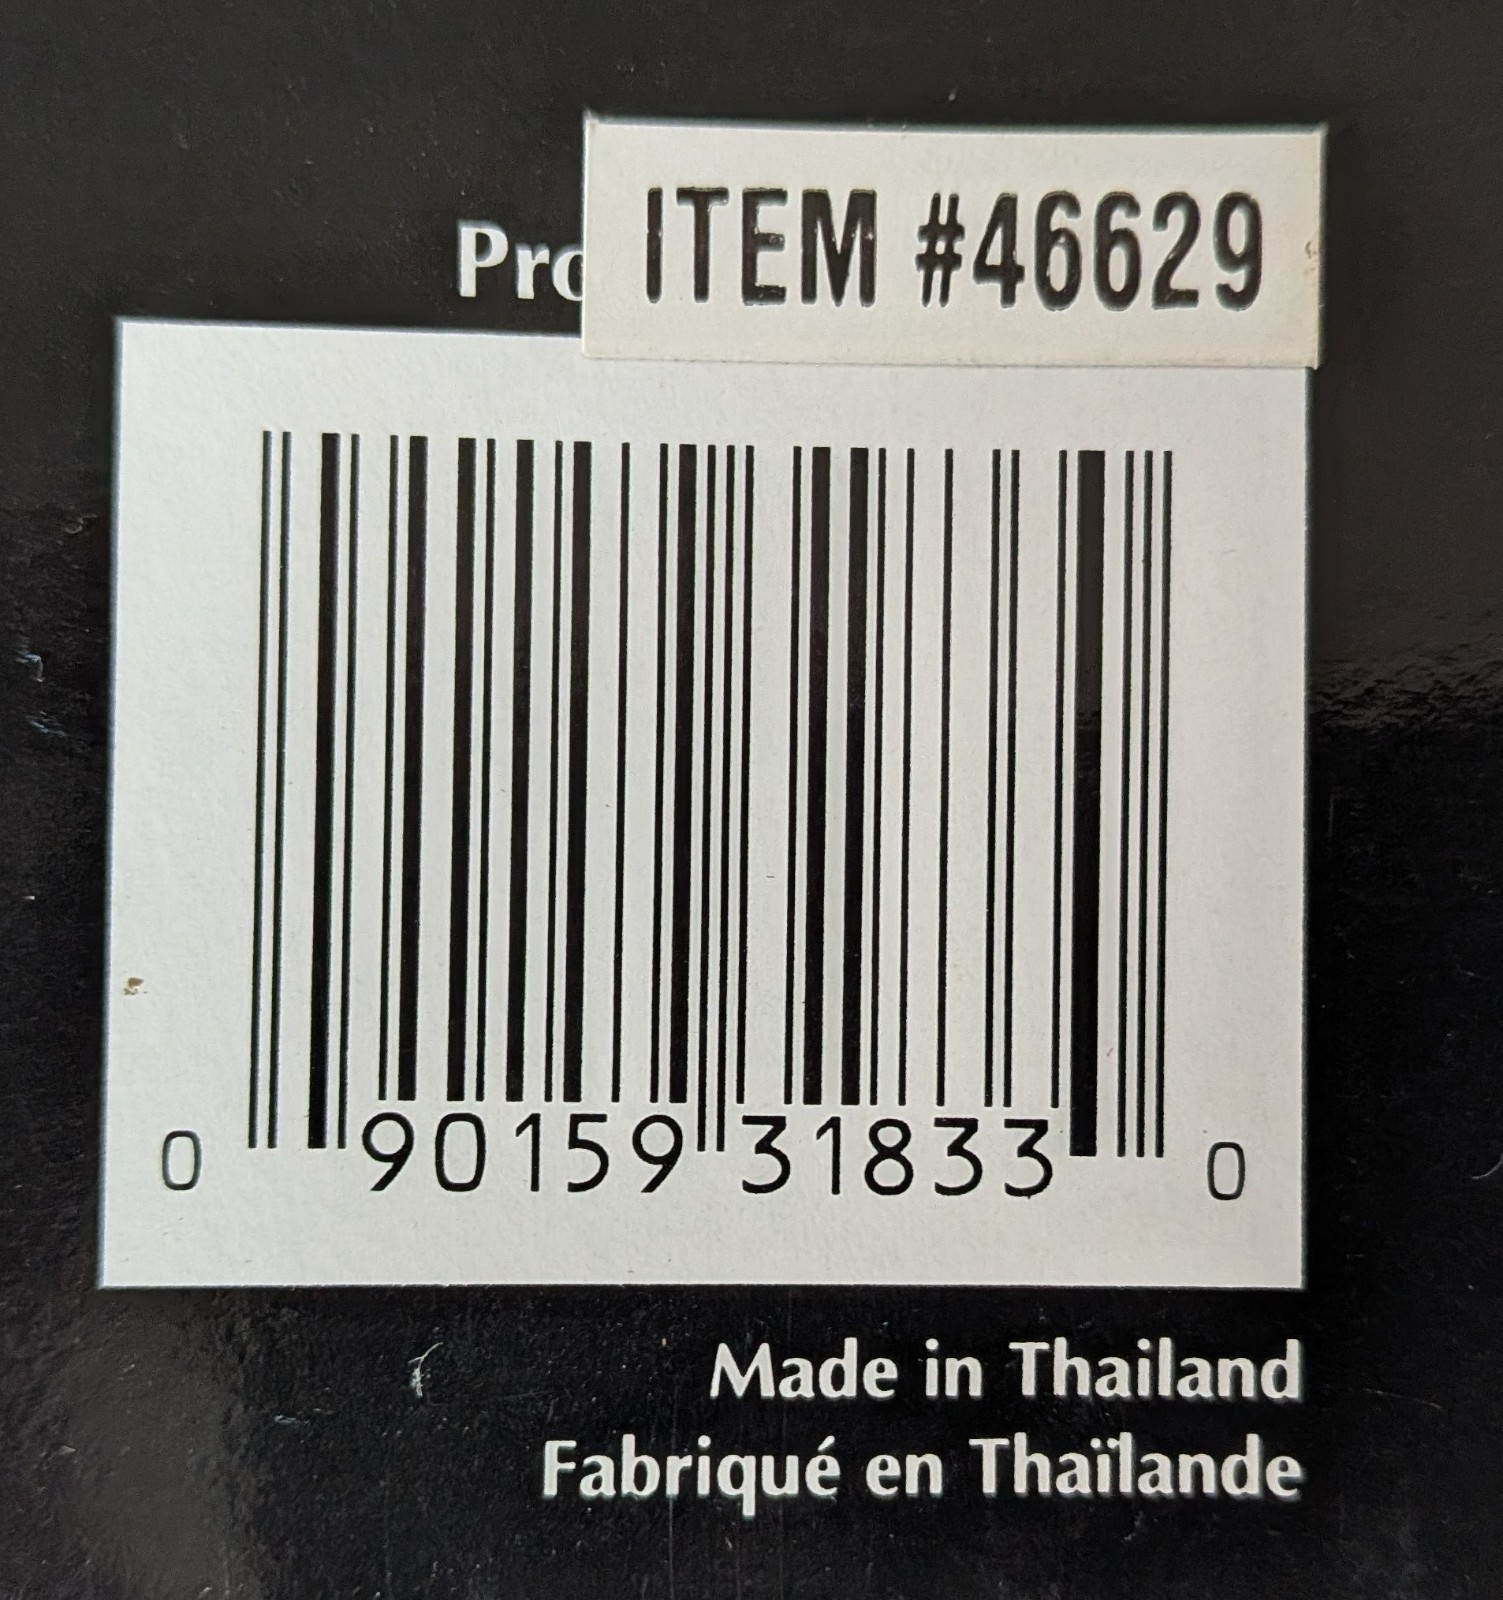 ITEM #46629
0 90159 31833 0
Made in Thailand
Fabriqué en Thaïlande